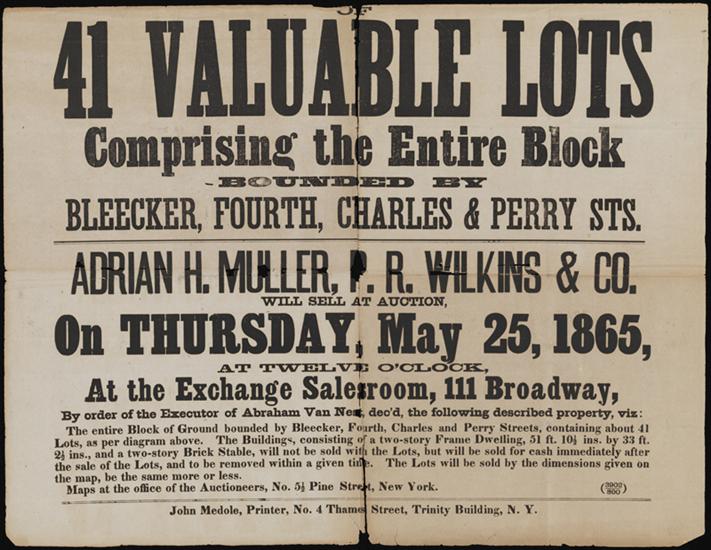 OF
41 VALUABLE LOTS
Comprising the Entire Block
BOUNDED BY
BLEECKER, FOURTH, CHARLES & PERRY STS.
ADRIAN H. MULLER, P. R. WILKINS & CO.
WILL SELL AT AUCTION,
On THURSDAY, May 25, 1865,
AT TWELVE O'CLOCK,
At the Exchange Salesroom, 111 Broadway,
By order of the Executor of Abraham Van Nest, dec'd, the following described property, viz:
The entire Block of Ground bounded by Bleecker, Fourth, Charles and Perry Streets, containing about 41
Lots, as per diagram above. The Buildings, consisting of a two-story Frame Dwelling, 51 ft. 10½ ins. by 33 ft.
2½ ins., and a two-story Brick Stable, will not be sold with the Lots, but will be sold for cash immediately after
the sale of the Lots, and to be removed within a given time. The Lots will be sold by the dimensions given on
the map, be the same more or less.
Maps at the office of the Auctioneers, No. 5½ Pine Street, New York.
(3902/800)
John Medole, Printer, No. 4 Thames Street, Trinity Building, N. Y.